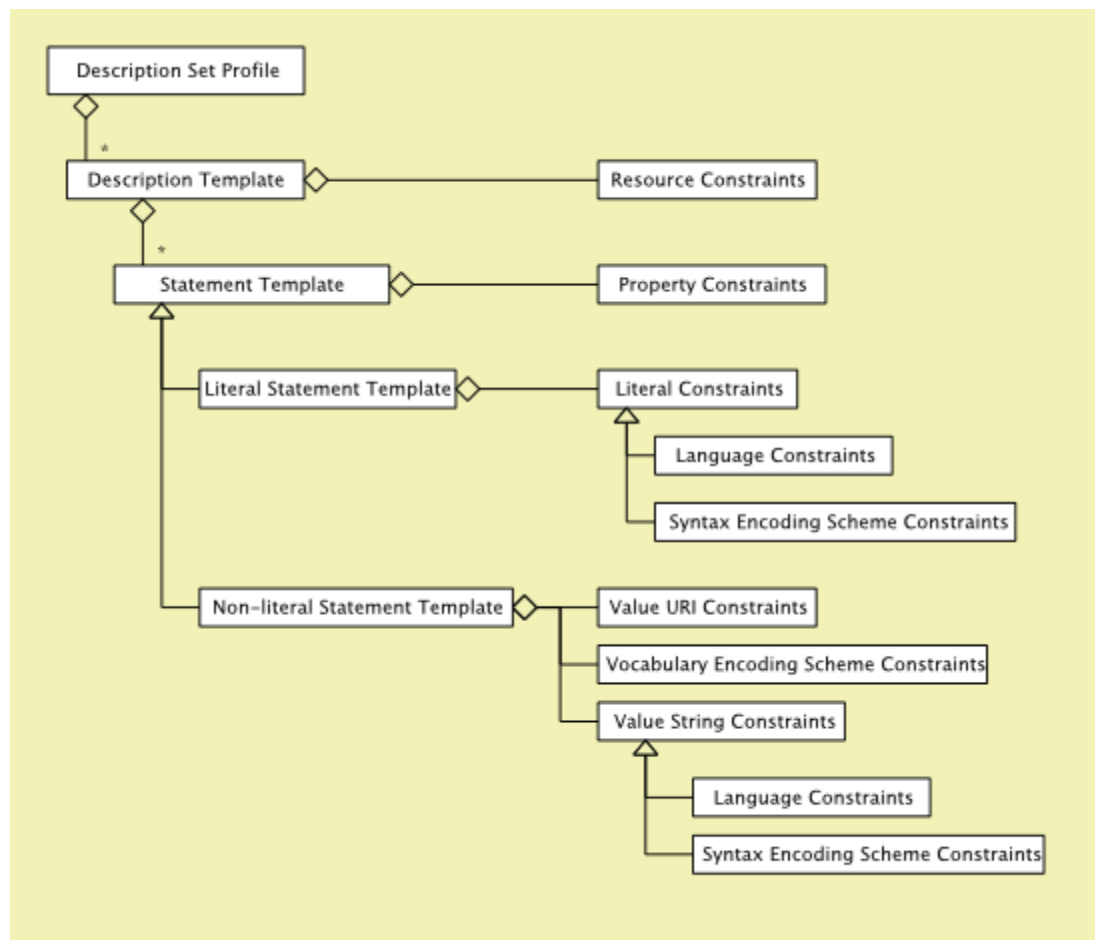 Description Set Profile
*
Description Template
Resource Constraints
*
Statement Template
Property Constraints
Literal Statement Template
Literal Constraints
Language Constraints
Syntax Encoding Scheme Constraints
Non-literal Statement Template
Value URI Constraints
Vocabulary Encoding Scheme Constraints
Value String Constraints
Language Constraints
Syntax Encoding Scheme Constraints